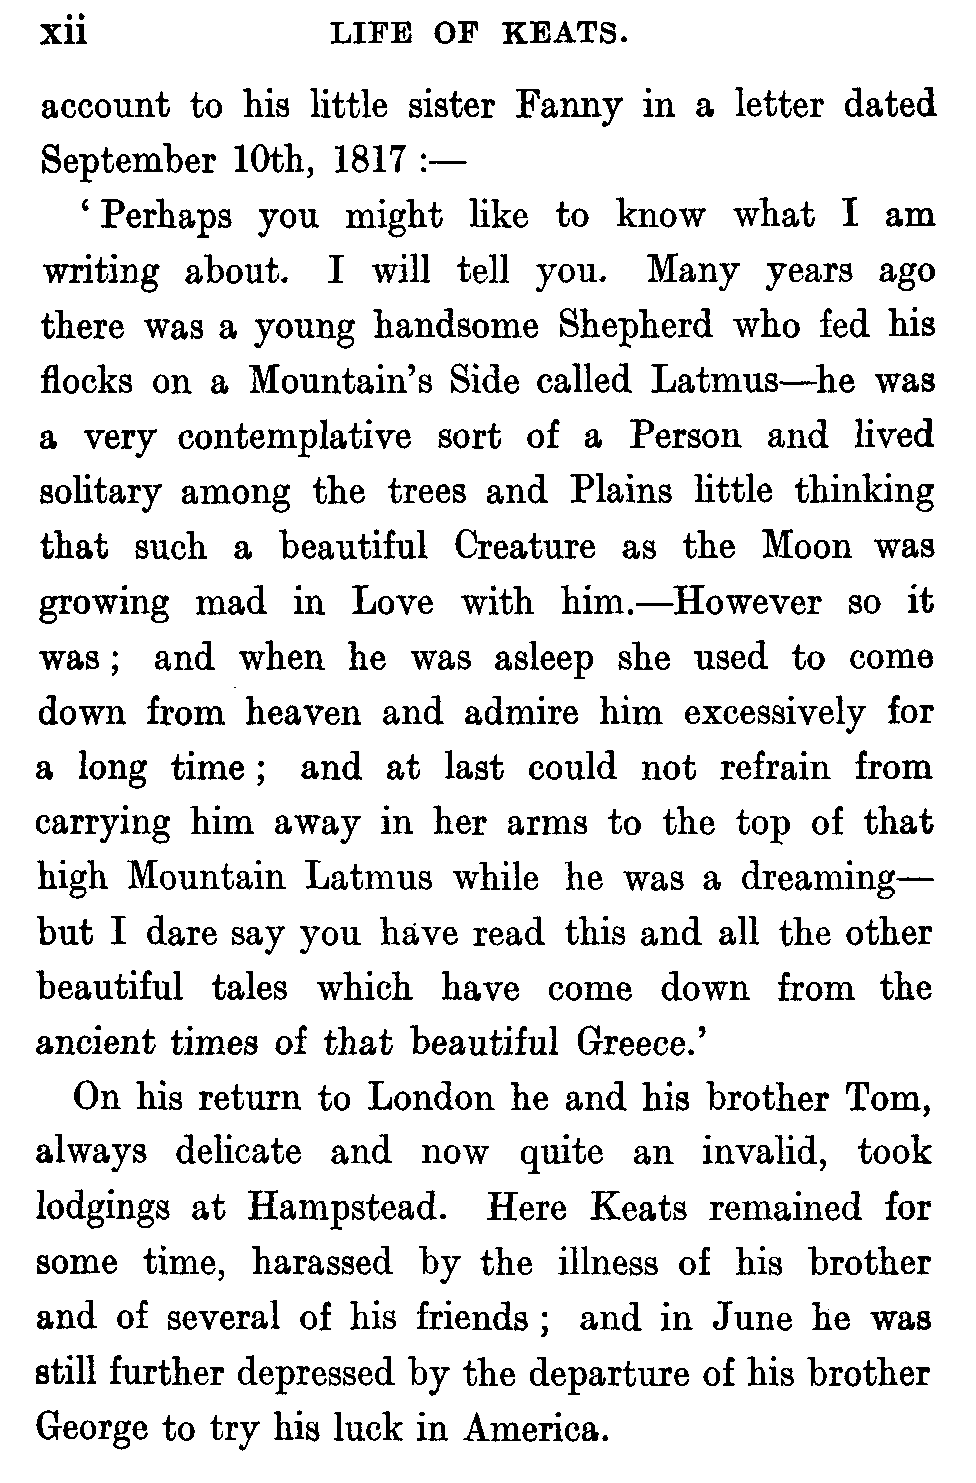 xii LIFE OF KEATS.
account to his little sister Fanny in a letter dated
September 10th, 1817 :—
‘ Perhaps you might like to know what I am
writing about. I will tell you. Many years ago
there was a young handsome Shepherd who fed his
flocks on a Mountain’s Side called Latmus—he was
a very contemplative sort of a Person and lived
solitary among the trees and Plains little thinking
that such a beautiful Creature as the Moon was
growing mad in Love with him.—However so it
was ; and when he was asleep she used to come
down from heaven and admire him excessively for
a long time ; and at last could not refrain from
carrying him away in her arms to the top of that
high Mountain Latmus while he was a dreaming—
but I dare say you have read this and all the other
beautiful tales which have come down from the
ancient times of that beautiful Greece.’
On his return to London he and his brother Tom,
always delicate and now quite an invalid, took
lodgings at Hampstead. Here Keats remained for
some time, harassed by the illness of his brother
and of several of his friends ; and in June he was
still further depressed by the departure of his brother
George to try his luck in America.